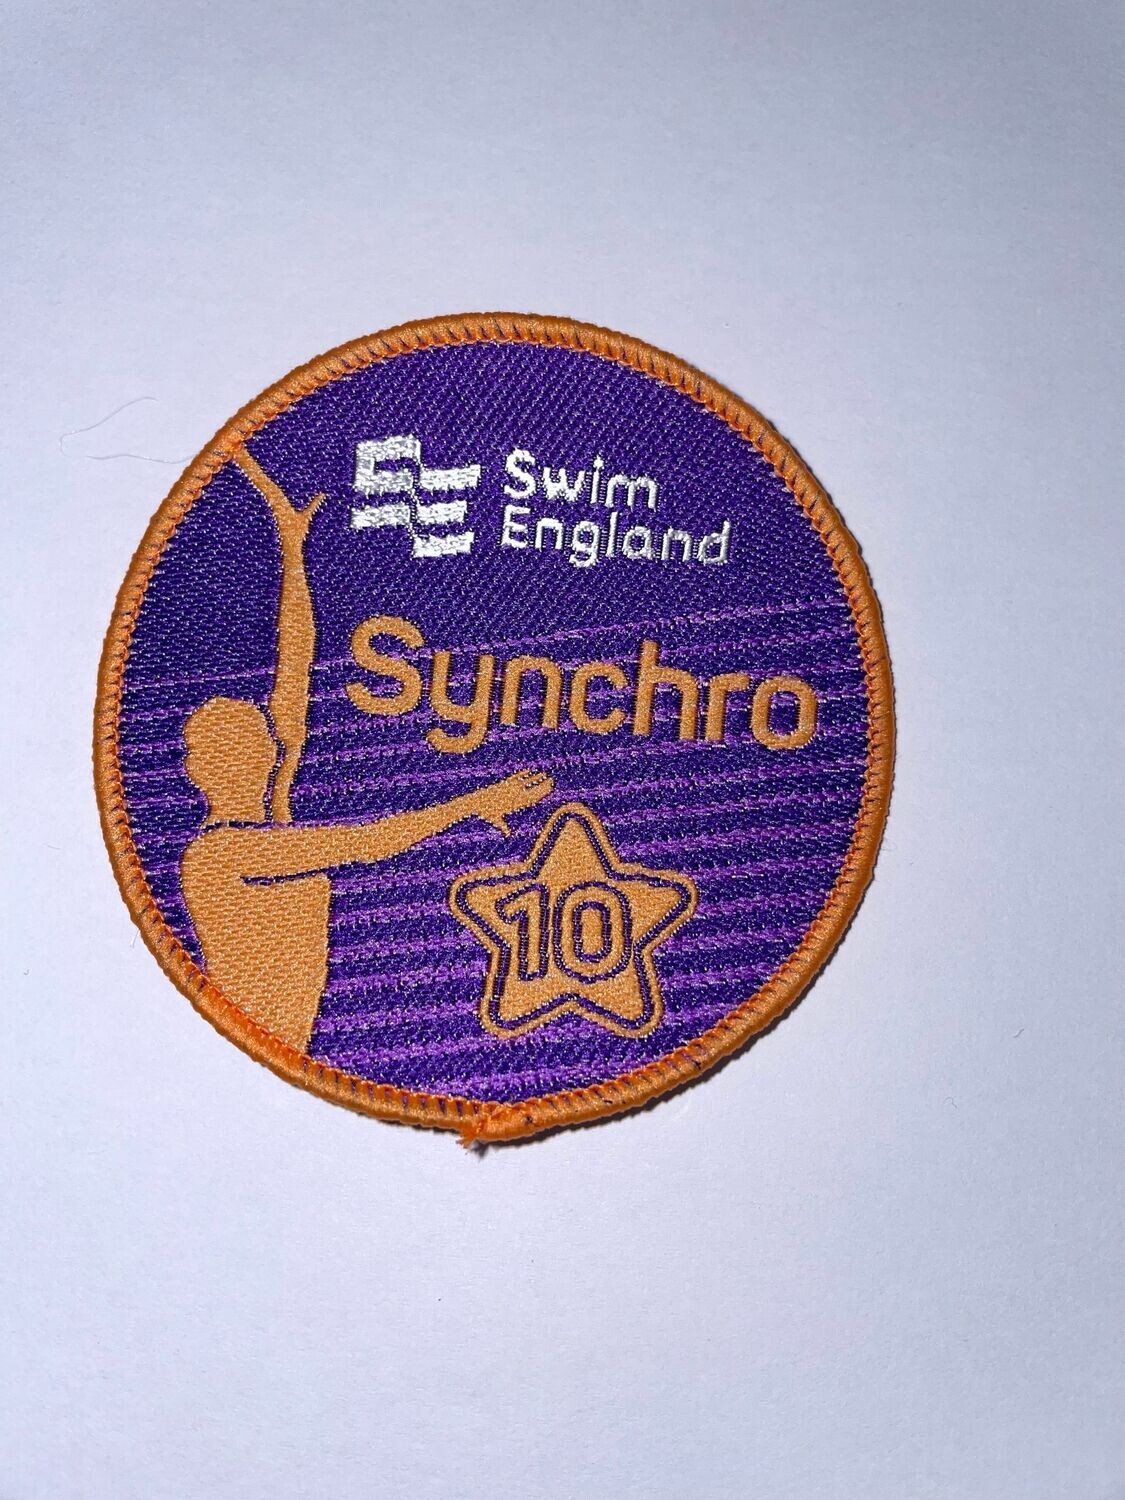 Swim
England
Synchro
10